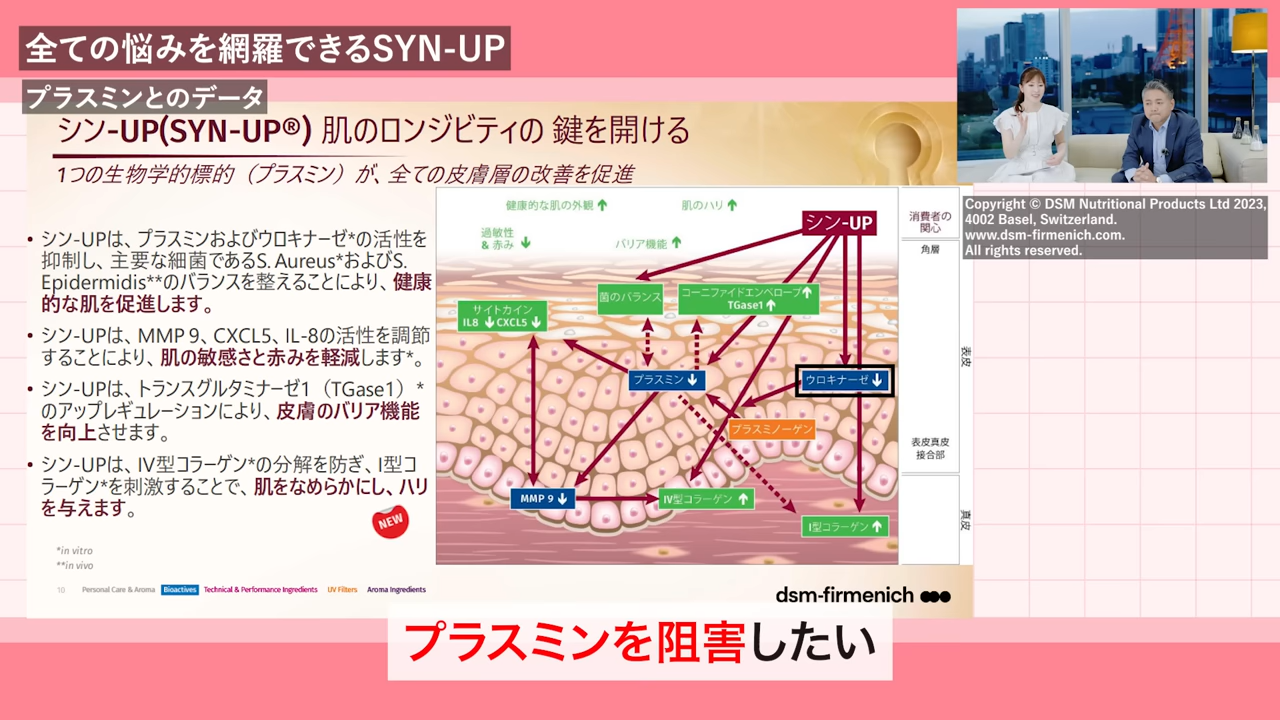 全ての悩みを網羅できるSYN-UP
プラスミンとのデータ
シン-UP(SYN-UP®) 肌のロンジビティの 鍵を開ける
1つの生物学的標的（プラスミン）が、全ての皮膚層の改善を促進
Copyright © DSM Nutritional Products Ltd 2023,
4002 Basel, Switzerland.
www.dsm-firmenich.com.
All rights reserved.
• シン-UPは、プラスミンおよびウロキナーゼ*の活性を
抑制し、主要な細菌であるS. Aureus*およびS.
Epidermidis**のバランスを整えることにより、健康
的な肌を促進します。
• シン-UPは、MMP 9、CXCL5、IL-8の活性を調節
することにより、肌の敏感さと赤みを軽減します*。
• シン-UPは、トランスグルタミナーゼ1（TGase1）*
のアップレギュレーションにより、皮膚のバリア機能
を向上させます。
• シン-UPは、IV型コラーゲン*の分解を防ぎ、I型コ
ラーゲン*を刺激することで、肌をなめらかにし、ハリ
を与えます。
NEW
*in vitro
**in vivo
健康的な肌の外観↑
肌のハリ↑
シン-UP
消費者の
関心
過敏性
& 赤み↓
バリア機能↑
角層
サイトカイン
IL8 ↓CXCL5↓
菌のバランス
コーニファイドエンベロープ↑
TGase1↑
プラスミン↓
ウロキナーゼ↓
表皮
プラスミノーゲン
表皮真皮
接合部
MMP 9↓
IV型コラーゲン↑
I型コラーゲン↑
真皮
10 Personal Care & Aroma Bioactives Technical & Performance Ingredients UV Filters Aroma Ingredients
dsm-firmenich
プラスミンを阻害したい